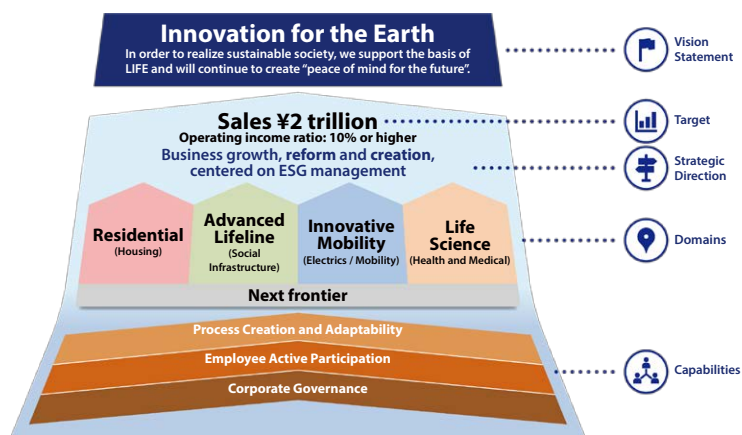 Innovation for the Earth
In order to realize sustainable society, we support the basis of
LIFE and will continue to create “peace of mind for the future”.
Vision
Statement
Sales ¥2 trillion
Operating income ratio: 10% or higher
Target
Business growth, reform and creation,
centered on ESG management
Strategic
Direction
Residential
(Housing)
Advanced
Lifeline
(Social
Infrastructure)
Innovative
Mobility
(Electrics / Mobility)
Life
Science
(Health and Medical)
Domains
Next frontier
Process Creation and Adaptability
Employee Active Participation
Corporate Governance
Capabilities